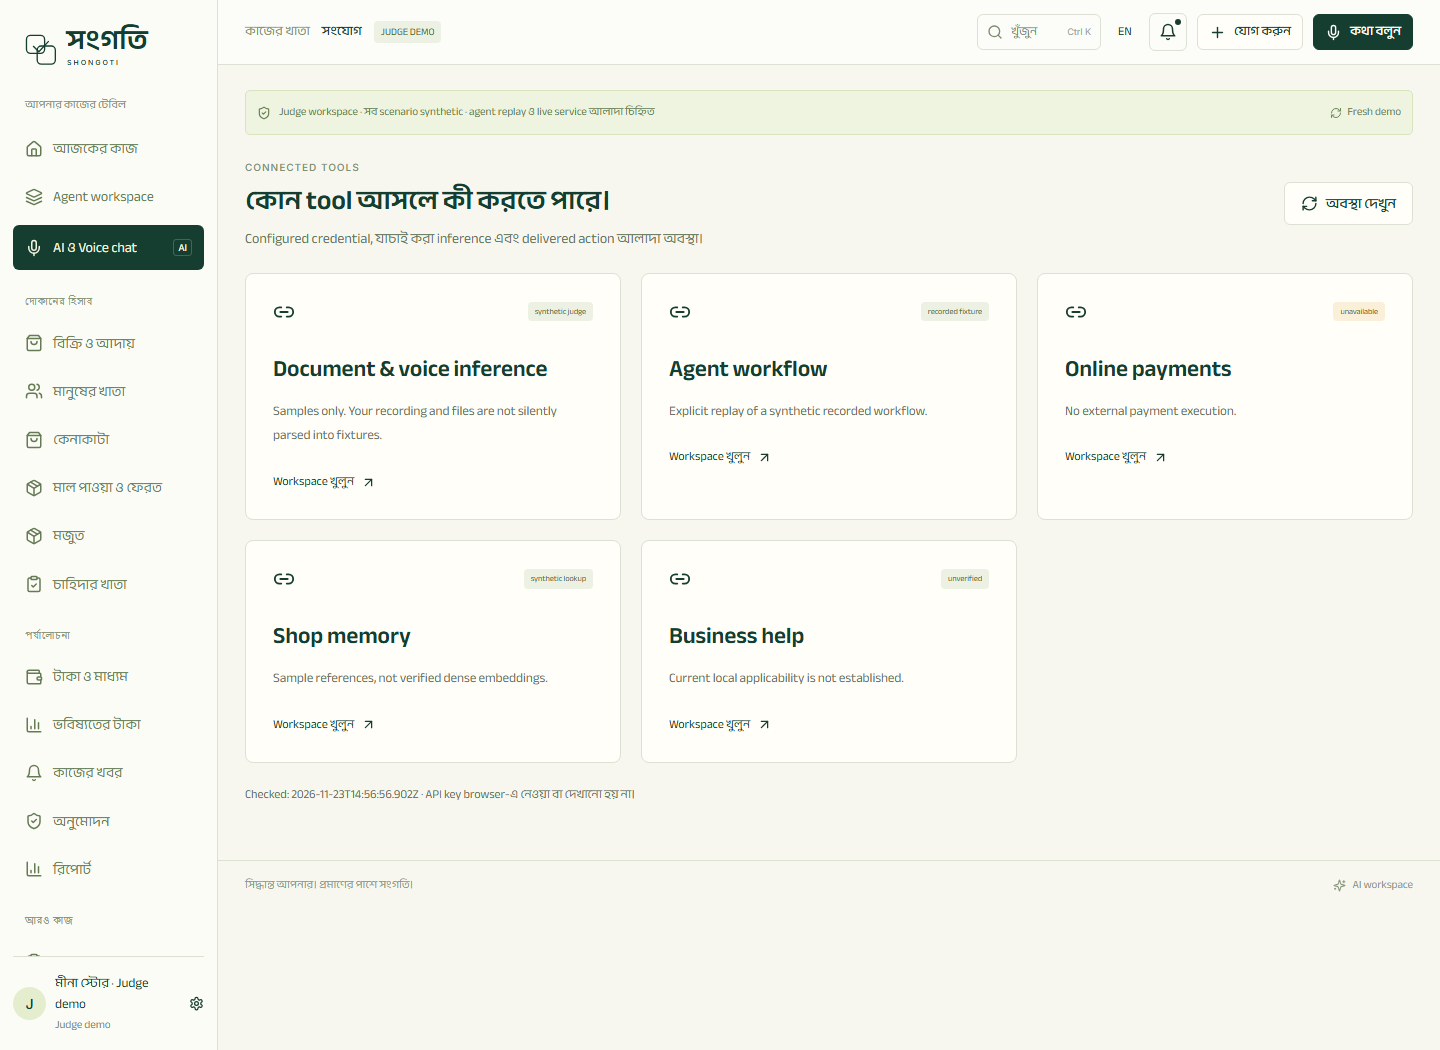 সংগতি
SHONGOTI
আপনার কাজের টেবিল
আজকের কাজ
Agent workspace
AI ও Voice chat
AI
দোকানের হিসাব
বিক্রি ও আদায়
মানুষের খাতা
কেনাকাটা
মাল পাওয়া ও ফেরত
মজুত
চাহিদার খাতা
পর্যালোচনা
টাকা ও মাধ্যম
ভবিষ্যতের টাকা
কাজের খবর
অনুমোদন
রিপোর্ট
আরও কাজ
J
মীনা স্টোর · Judge
demo
Judge demo
কাজের খাতা সংযোগ JUDGE DEMO
খুঁজুন Ctrl K
EN
যোগ করুন
কথা বলুন
Judge workspace · সব scenario synthetic · agent replay ও live service আলাদা চিহ্নিত
Fresh demo
CONNECTED TOOLS
কোন tool আসলে কী করতে পারে।
Configured credential, যাচাই করা inference এবং delivered action আলাদা অবস্থা।
অবস্থা দেখুন
synthetic judge
Document & voice inference
Samples only. Your recording and files are not silently
parsed into fixtures.
Workspace খুলুন
recorded fixture
Agent workflow
Explicit replay of a synthetic recorded workflow.
Workspace খুলুন
unavailable
Online payments
No external payment execution.
Workspace খুলুন
synthetic lookup
Shop memory
Sample references, not verified dense embeddings.
Workspace খুলুন
unverified
Business help
Current local applicability is not established.
Workspace খুলুন
Checked: 2026-11-23T14:56:56.902Z · API key browser-এ নেওয়া বা দেখানো হয় না।
সিদ্ধান্ত আপনার। প্রমাণের পাশে সংগতি।
AI workspace